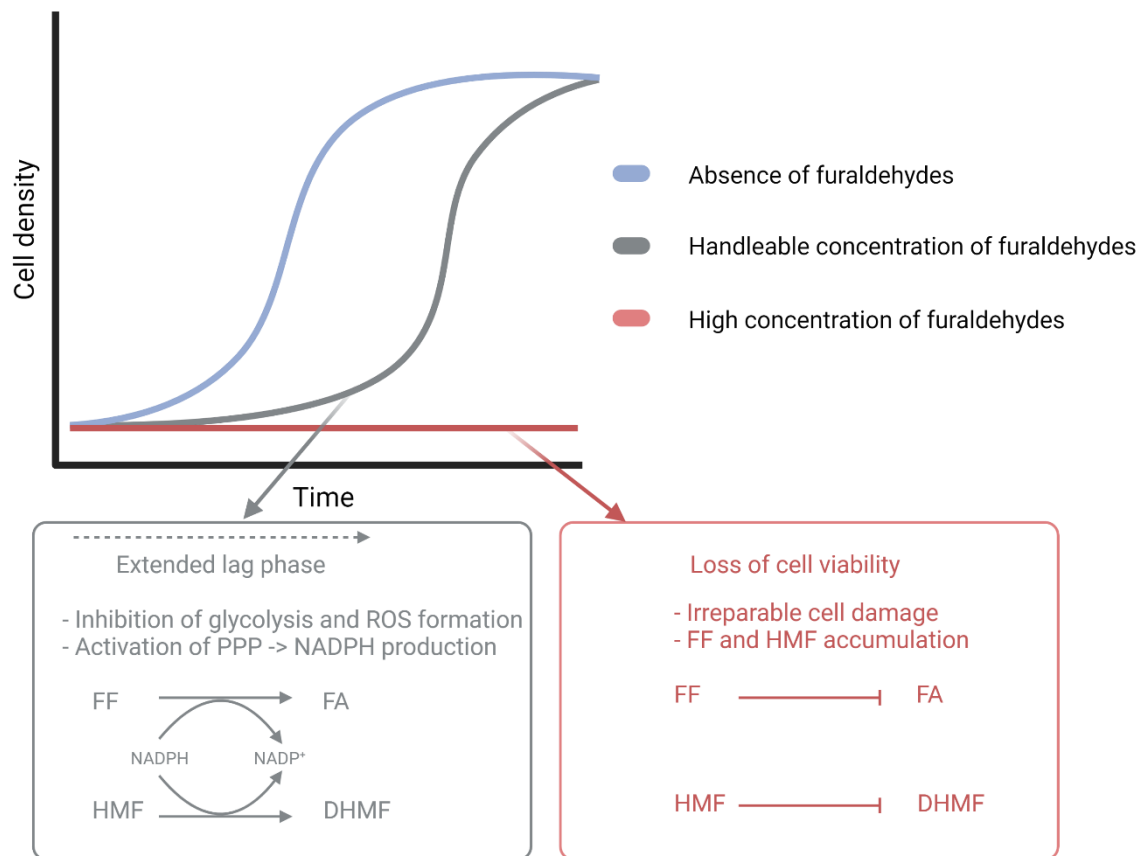 Cell density
Absence of furaldehydes
Handleable concentration of furaldehydes
High concentration of furaldehydes
Time
Extended lag phase
- Inhibition of glycolysis and ROS formation
- Activation of PPP -> NADPH production
FF
FA
NADPH
NADP⁺
HMF
DHMF
Loss of cell viability
- Irreparable cell damage
- FF and HMF accumulation
FF
FA
HMF
DHMF